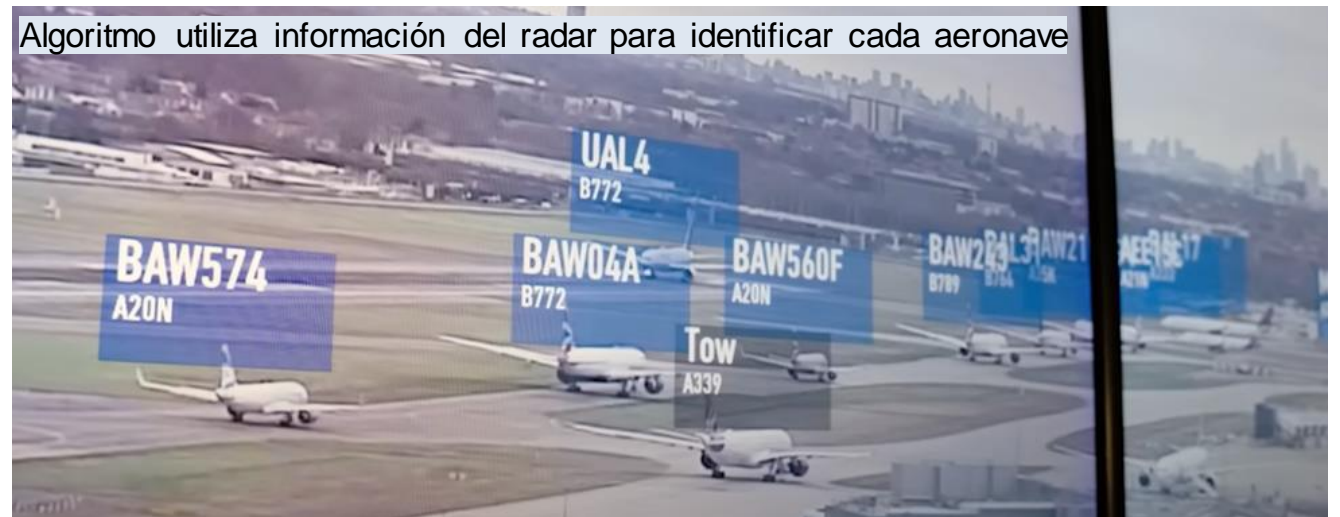 Algoritmo utiliza información del radar para identificar cada aeronave
UAL4
B772
BAW574
A20N
BAW04A
B772
BAW560F
A20N
B789
Tow
A339